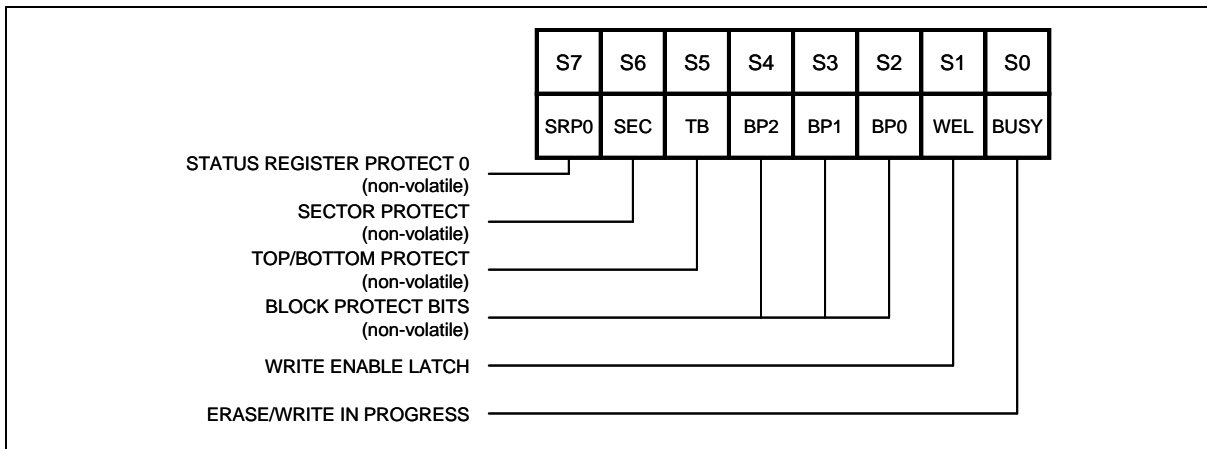 S7 S6 S5 S4 S3 S2 S1 S0
SRP0 SEC TB BP2 BP1 BP0 WEL BUSY
STATUS REGISTER PROTECT 0
(non-volatile)
SECTOR PROTECT
(non-volatile)
TOP/BOTTOM PROTECT
(non-volatile)
BLOCK PROTECT BITS
(non-volatile)
WRITE ENABLE LATCH
ERASE/WRITE IN PROGRESS